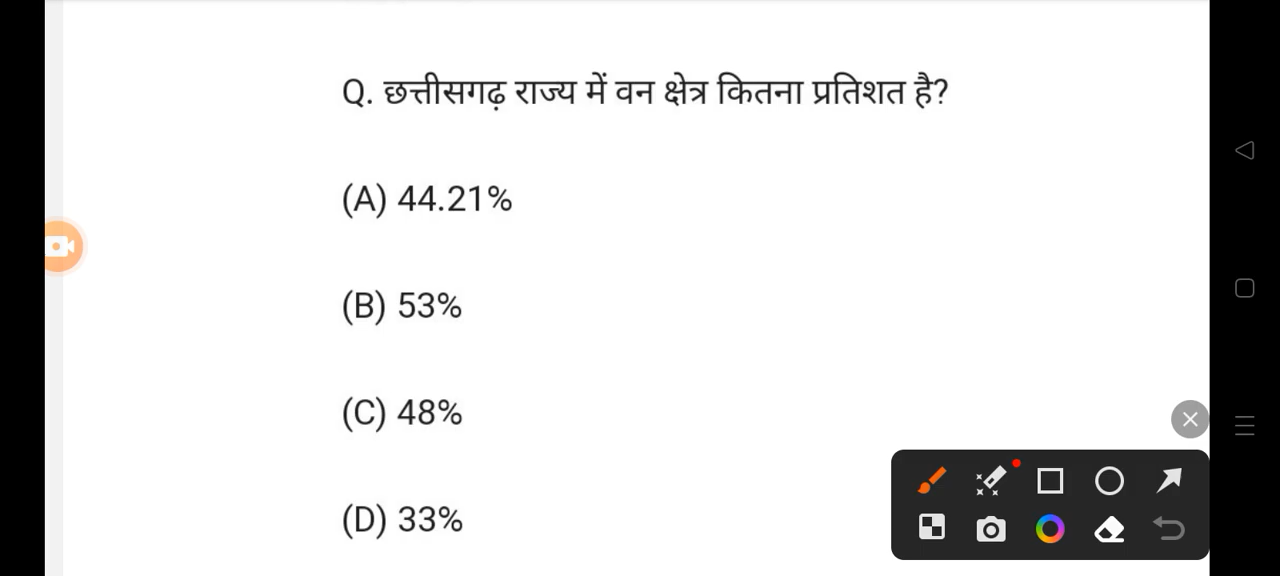 Q. छत्तीसगढ़ राज्य में वन क्षेत्र कितना प्रतिशत है?
(A) 44.21%
(B) 53%
(C) 48%
(D) 33%